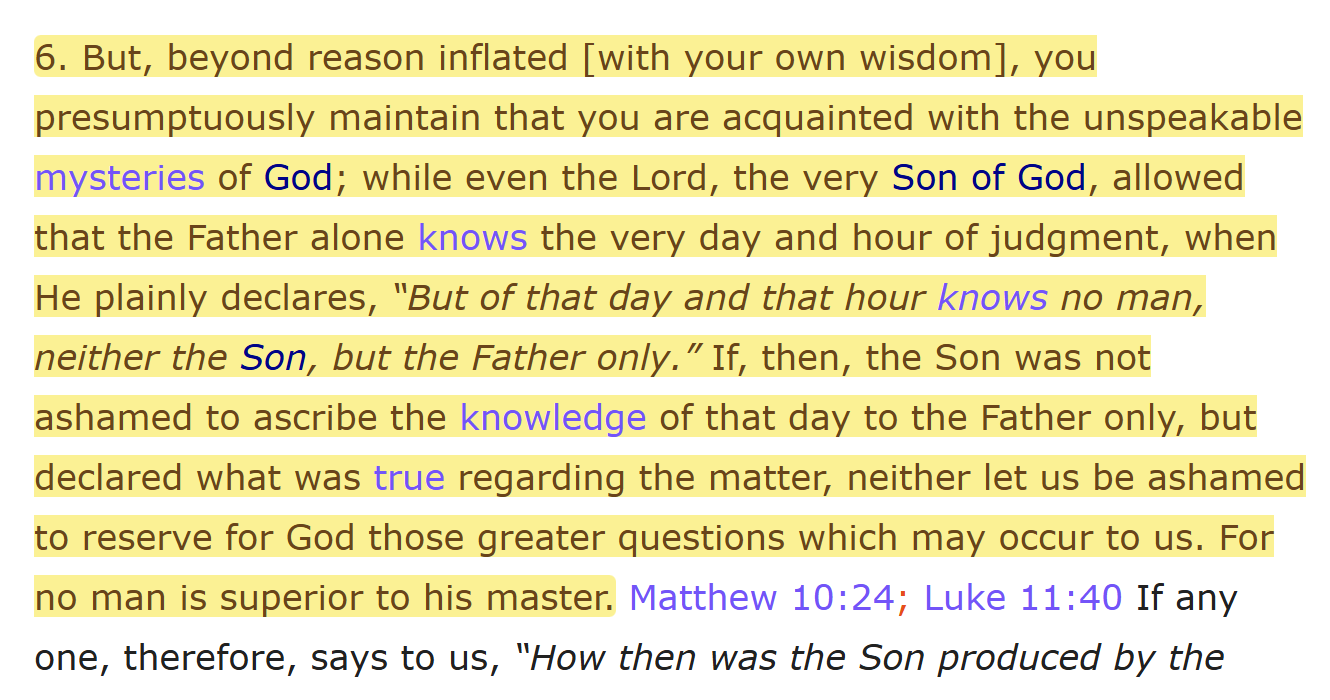 6. But, beyond reason inflated [with your own wisdom], you
presumptuously maintain that you are acquainted with the unspeakable
mysteries of God; while even the Lord, the very Son of God, allowed
that the Father alone knows the very day and hour of judgment, when
He plainly declares, “But of that day and that hour knows no man,
neither the Son, but the Father only.” If, then, the Son was not
ashamed to ascribe the knowledge of that day to the Father only, but
declared what was true regarding the matter, neither let us be ashamed
to reserve for God those greater questions which may occur to us. For
no man is superior to his master. Matthew 10:24; Luke 11:40 If any
one, therefore, says to us, “How then was the Son produced by the